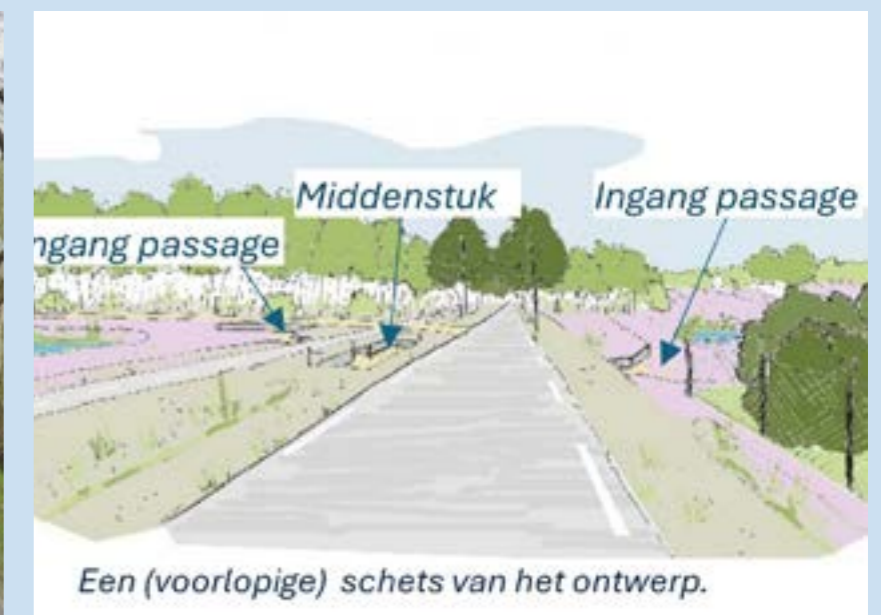 Middenstuk
Ingang passage
ngang passage
Een (voorlopige) schets van het ontwerp.